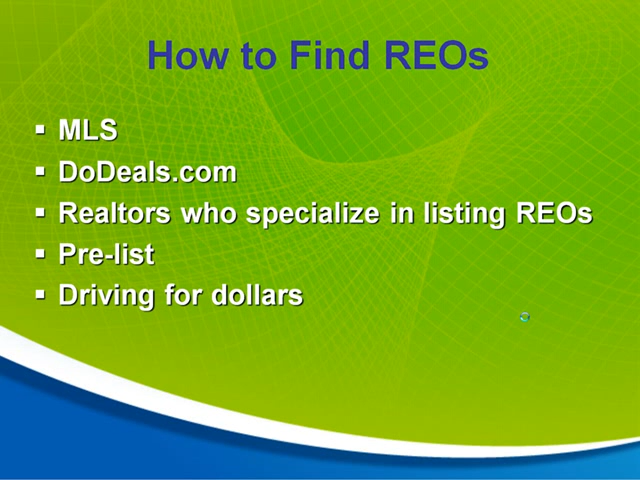 How to Find REOs
▪ MLS
▪ DoDeals.com
▪ Realtors who specialize in listing REOs
▪ Pre-list
▪ Driving for dollars